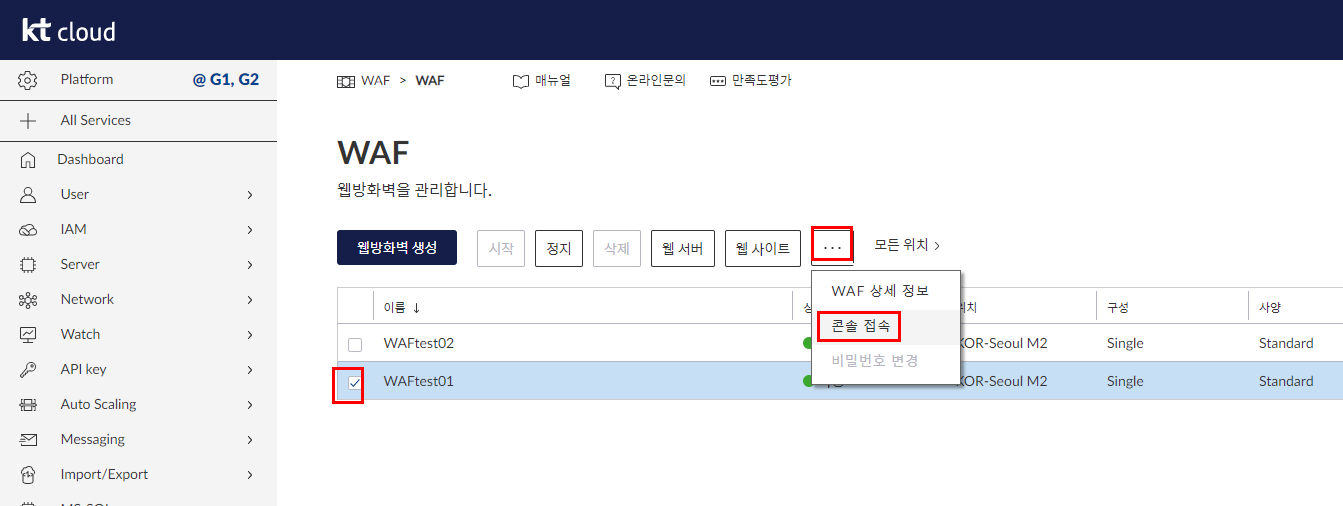 kt cloud
Platform @ G1, G2
All Services
Dashboard
User
IAM
Server
Network
Watch
API key
Auto Scaling
Messaging
Import/Export
WAF > WAF 매뉴얼 온라인문의 만족도평가
WAF
웹방화벽을 관리합니다.
웹방화벽 생성 시작 정지 삭제 웹 서버 웹 사이트 ... 모든 위치 >
WAF 상세 정보
콘솔 접속
비밀번호 변경
이름 ↓ 구성 사양
WAFtest02 KOR-Seoul M2 Single Standard
WAFtest01 KOR-Seoul M2 Single Standard